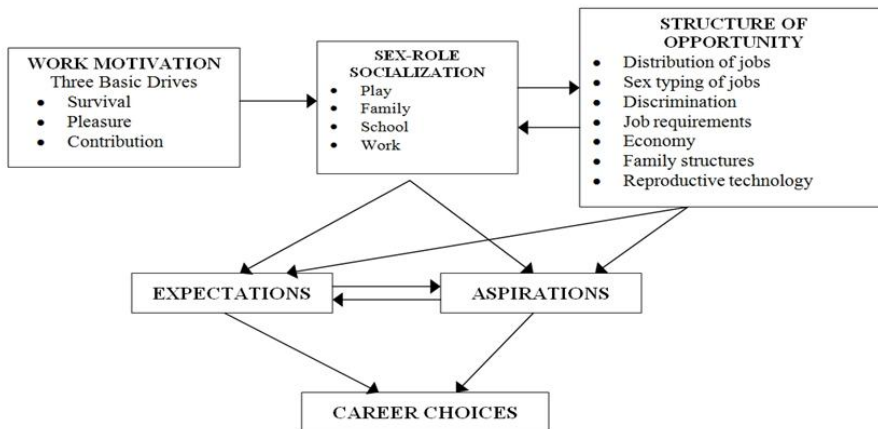 WORK MOTIVATION
Three Basic Drives
• Survival
• Pleasure
• Contribution
SEX-ROLE
SOCIALIZATION
• Play
• Family
• School
• Work
STRUCTURE OF
OPPORTUNITY
• Distribution of jobs
• Sex typing of jobs
• Discrimination
• Job requirements
• Economy
• Family structures
• Reproductive technology
EXPECTATIONS
ASPIRATIONS
CAREER CHOICES